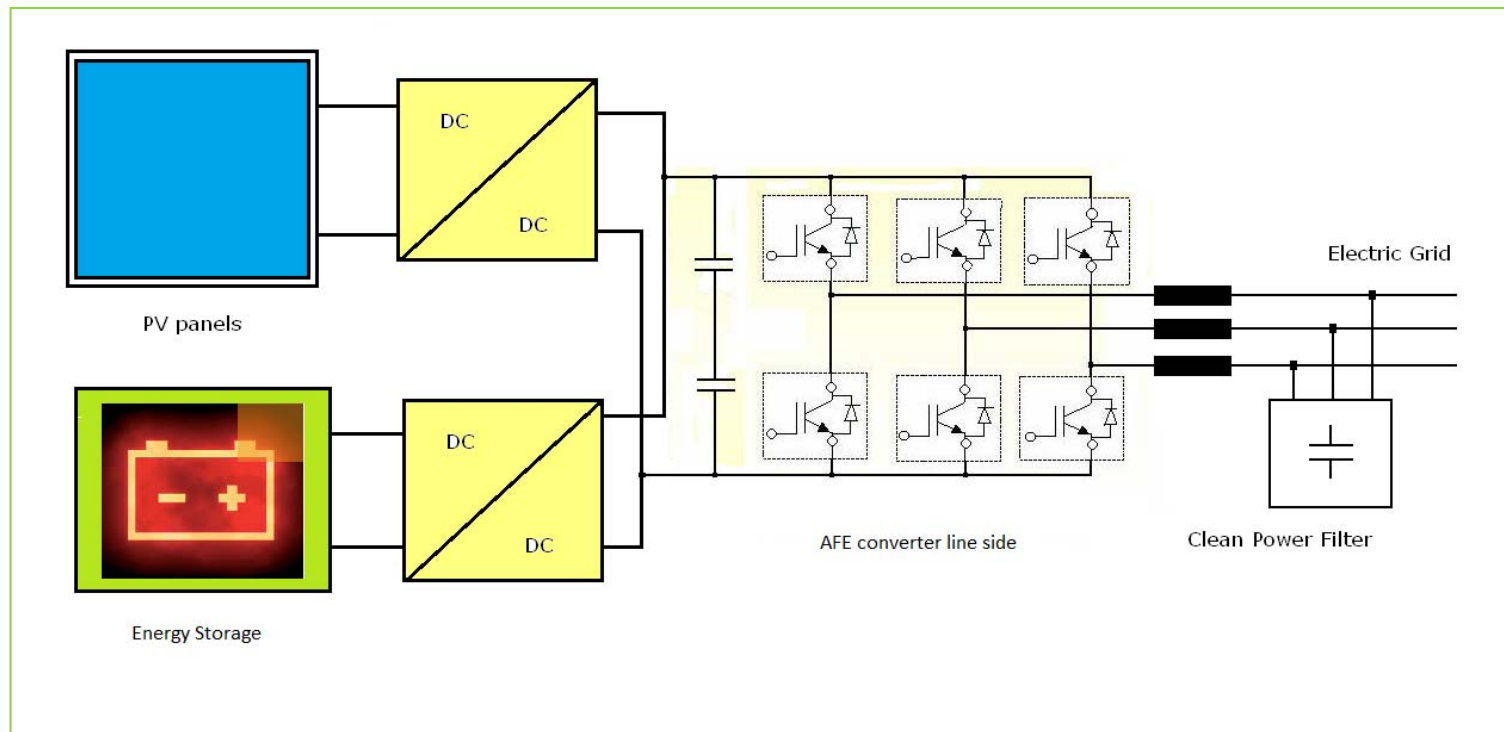 DC
DC
PV panels
DC
DC
Energy Storage
AFE converter line side
Electric Grid
Clean Power Filter